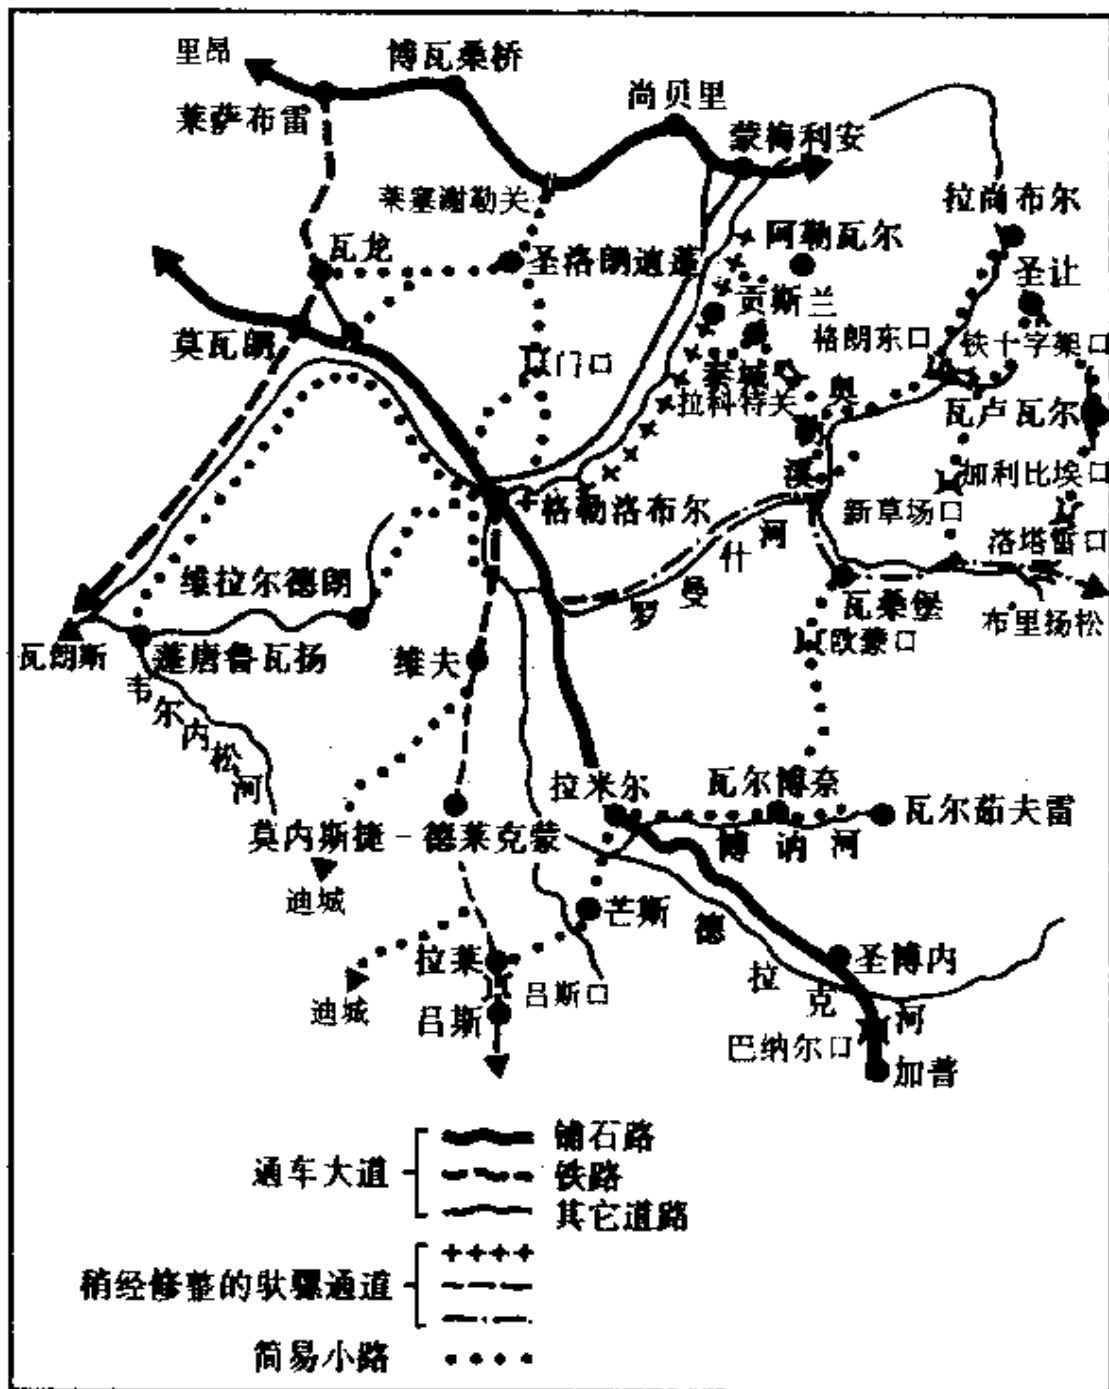 里昂
博瓦桑桥
莱萨布雷
尚贝里
蒙梅利安
莱塞谢勒关
拉尚布尔
瓦龙
圣洛朗迪蓬
阿勒瓦尔
圣让
贡斯兰
莫瓦朗
门口
格朗东口
铁十字架口
泰城
拉科特关
奥勒溪
瓦卢瓦尔
加利比埃口
格勒洛布尔
新草场口
洛塔雷口
罗曼什河
维拉尔德朗
瓦桑堡
布里扬松
瓦朗斯
蓬唐鲁瓦扬
维夫
欧蒙口
韦尔内松河
拉米尔
瓦尔博奈
瓦尔茹夫雷
博讷河
莫内斯捷-德莱克蒙
迪城
芒斯
德拉克河
拉莱
圣博内
迪城
吕斯口
吕斯
巴纳尔口
加普
通车大道
铺石路
铁路
其它道路
稍经修整的驮骡通道
简易小路